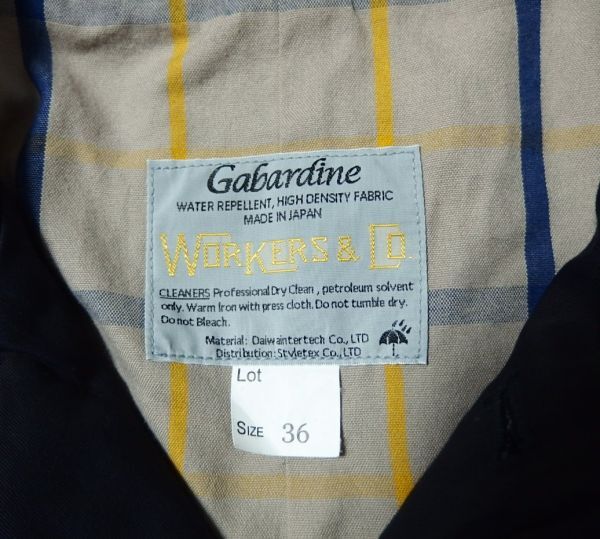 Gabardine
WATER REPELLENT, HIGH DENSITY FABRIC
MADE IN JAPAN
WORKERS & CO.
CLEANERS Professional Dry Clean, petroleum solvent
only. Warm Iron with press cloth. Do not tumble dry.
Do not Bleach.
Material: Daiwaintertech Co., LTD
Distribution: Styletex Co., LTD
Lot
SIZE 36